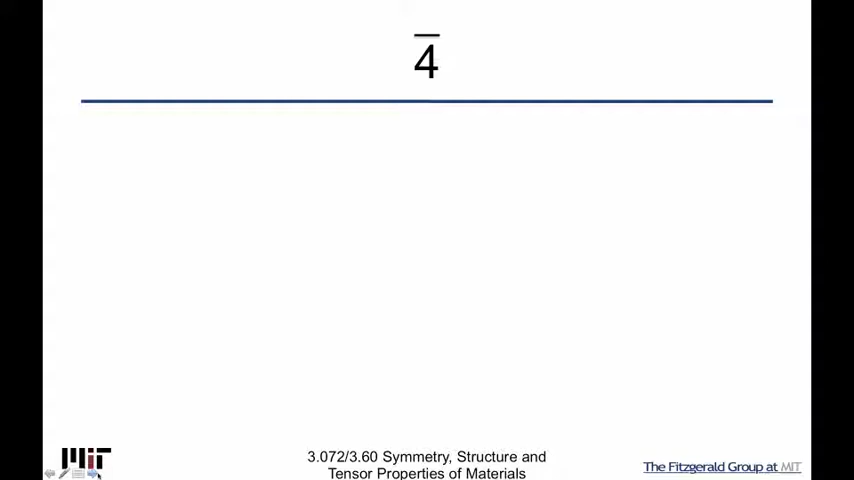 4̅
MIT
3.072/3.60 Symmetry, Structure and
Tensor Properties of Materials
The Fitzgerald Group at MIT